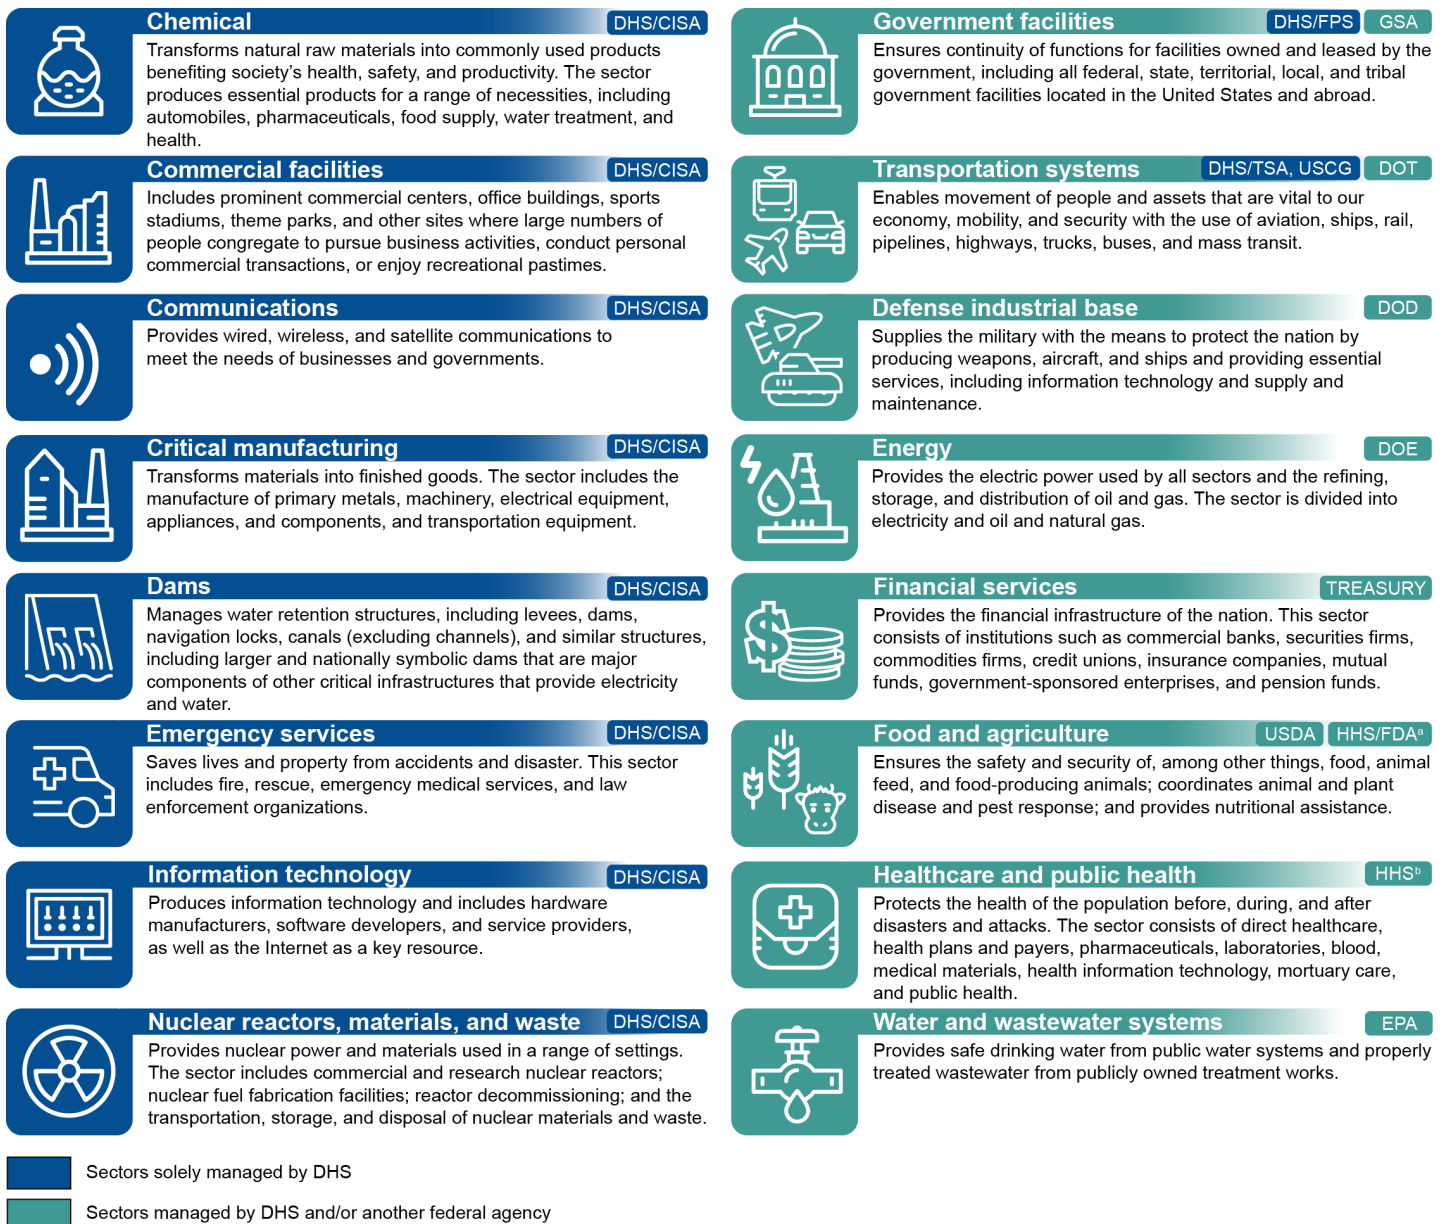 Chemical
DHS/CISA
Transforms natural raw materials into commonly used products
benefiting society’s health, safety, and productivity. The sector
produces essential products for a range of necessities, including
automobiles, pharmaceuticals, food supply, water treatment, and
health.
Commercial facilities
DHS/CISA
Includes prominent commercial centers, office buildings, sports
stadiums, theme parks, and other sites where large numbers of
people congregate to pursue business activities, conduct personal
commercial transactions, or enjoy recreational pastimes.
Communications
DHS/CISA
Provides wired, wireless, and satellite communications to
meet the needs of businesses and governments.
Critical manufacturing
DHS/CISA
Transforms materials into finished goods. The sector includes the
manufacture of primary metals, machinery, electrical equipment,
appliances, and components, and transportation equipment.
Dams
DHS/CISA
Manages water retention structures, including levees, dams,
navigation locks, canals (excluding channels), and similar structures,
including larger and nationally symbolic dams that are major
components of other critical infrastructures that provide electricity
and water.
Emergency services
DHS/CISA
Saves lives and property from accidents and disaster. This sector
includes fire, rescue, emergency medical services, and law
enforcement organizations.
Information technology
DHS/CISA
Produces information technology and includes hardware
manufacturers, software developers, and service providers,
as well as the Internet as a key resource.
Nuclear reactors, materials, and waste
DHS/CISA
Provides nuclear power and materials used in a range of settings.
The sector includes commercial and research nuclear reactors;
nuclear fuel fabrication facilities; reactor decommissioning; and the
transportation, storage, and disposal of nuclear materials and waste.
Government facilities
DHS/FPS
GSA
Ensures continuity of functions for facilities owned and leased by the
government, including all federal, state, territorial, local, and tribal
government facilities located in the United States and abroad.
Transportation systems
DHS/TSA, USCG
DOT
Enables movement of people and assets that are vital to our
economy, mobility, and security with the use of aviation, ships, rail,
pipelines, highways, trucks, buses, and mass transit.
Defense industrial base
DOD
Supplies the military with the means to protect the nation by
producing weapons, aircraft, and ships and providing essential
services, including information technology and supply and
maintenance.
Energy
DOE
Provides the electric power used by all sectors and the refining,
storage, and distribution of oil and gas. The sector is divided into
electricity and oil and natural gas.
Financial services
TREASURY
Provides the financial infrastructure of the nation. This sector
consists of institutions such as commercial banks, securities firms,
commodities firms, credit unions, insurance companies, mutual
funds, government-sponsored enterprises, and pension funds.
Food and agriculture
USDA
HHS/FDAᵃ
Ensures the safety and security of, among other things, food, animal
feed, and food-producing animals; coordinates animal and plant
disease and pest response; and provides nutritional assistance.
Healthcare and public health
HHSᵇ
Protects the health of the population before, during, and after
disasters and attacks. The sector consists of direct healthcare,
health plans and payers, pharmaceuticals, laboratories, blood,
medical materials, health information technology, mortuary care,
and public health.
Water and wastewater systems
EPA
Provides safe drinking water from public water systems and properly
treated wastewater from publicly owned treatment works.
Sectors solely managed by DHS
Sectors managed by DHS and/or another federal agency